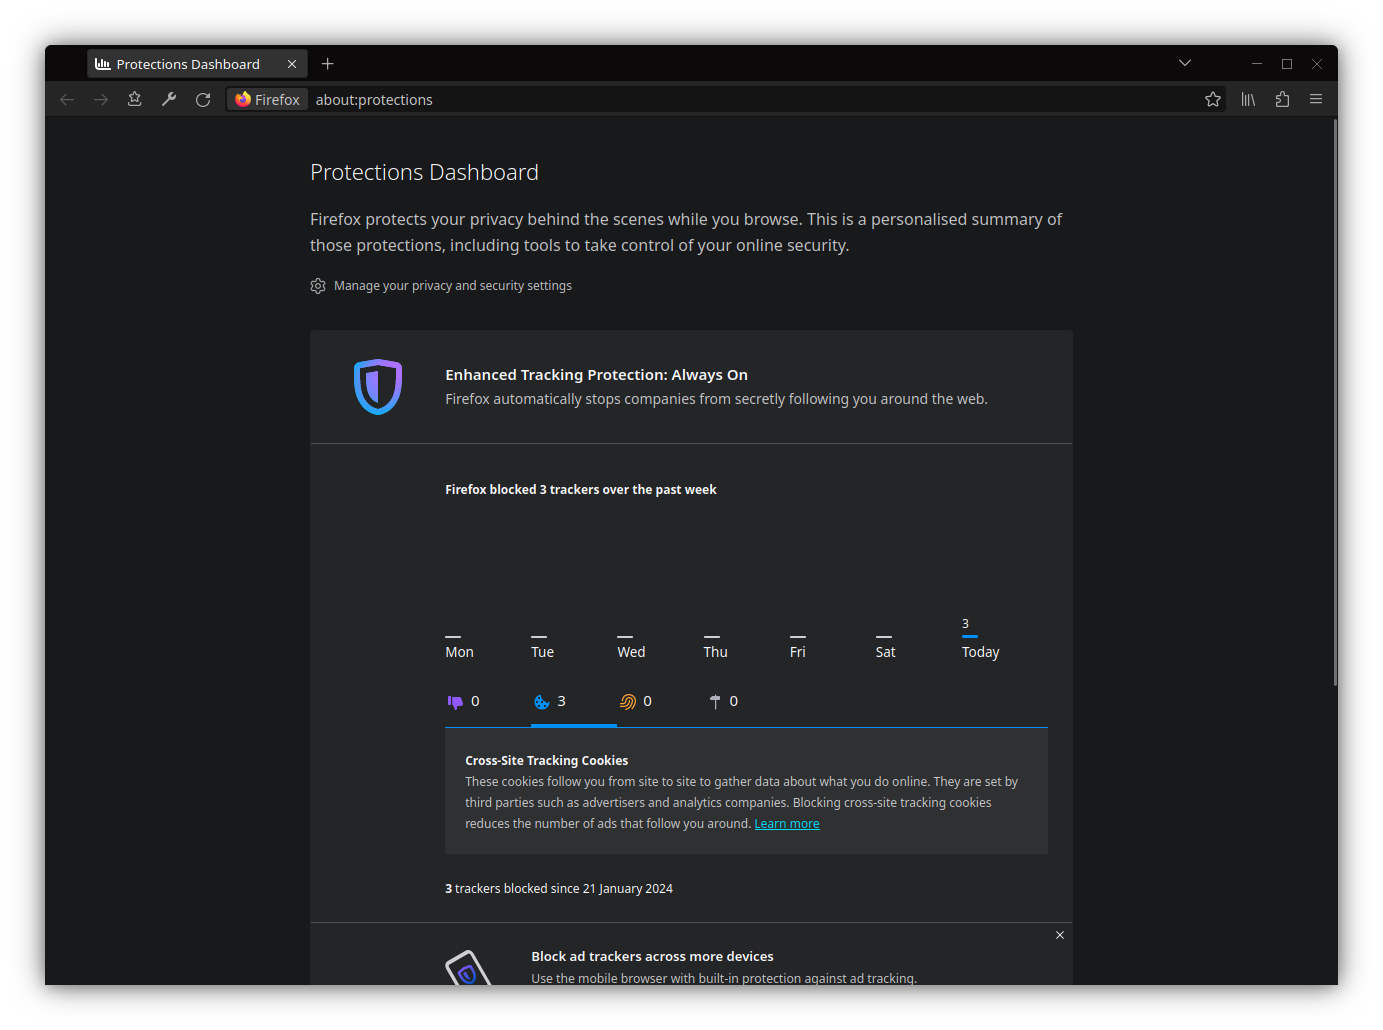 Protections Dashboard
Firefox about:protections
Protections Dashboard
Firefox protects your privacy behind the scenes while you browse. This is a personalised summary of
those protections, including tools to take control of your online security.
Manage your privacy and security settings
Enhanced Tracking Protection: Always On
Firefox automatically stops companies from secretly following you around the web.
Firefox blocked 3 trackers over the past week
3
Mon Tue Wed Thu Fri Sat Today
0 3 0 0
Cross-Site Tracking Cookies
These cookies follow you from site to site to gather data about what you do online. They are set by
third parties such as advertisers and analytics companies. Blocking cross-site tracking cookies
reduces the number of ads that follow you around. Learn more
3 trackers blocked since 21 January 2024
Block ad trackers across more devices
Use the mobile browser with built-in protection against ad tracking.